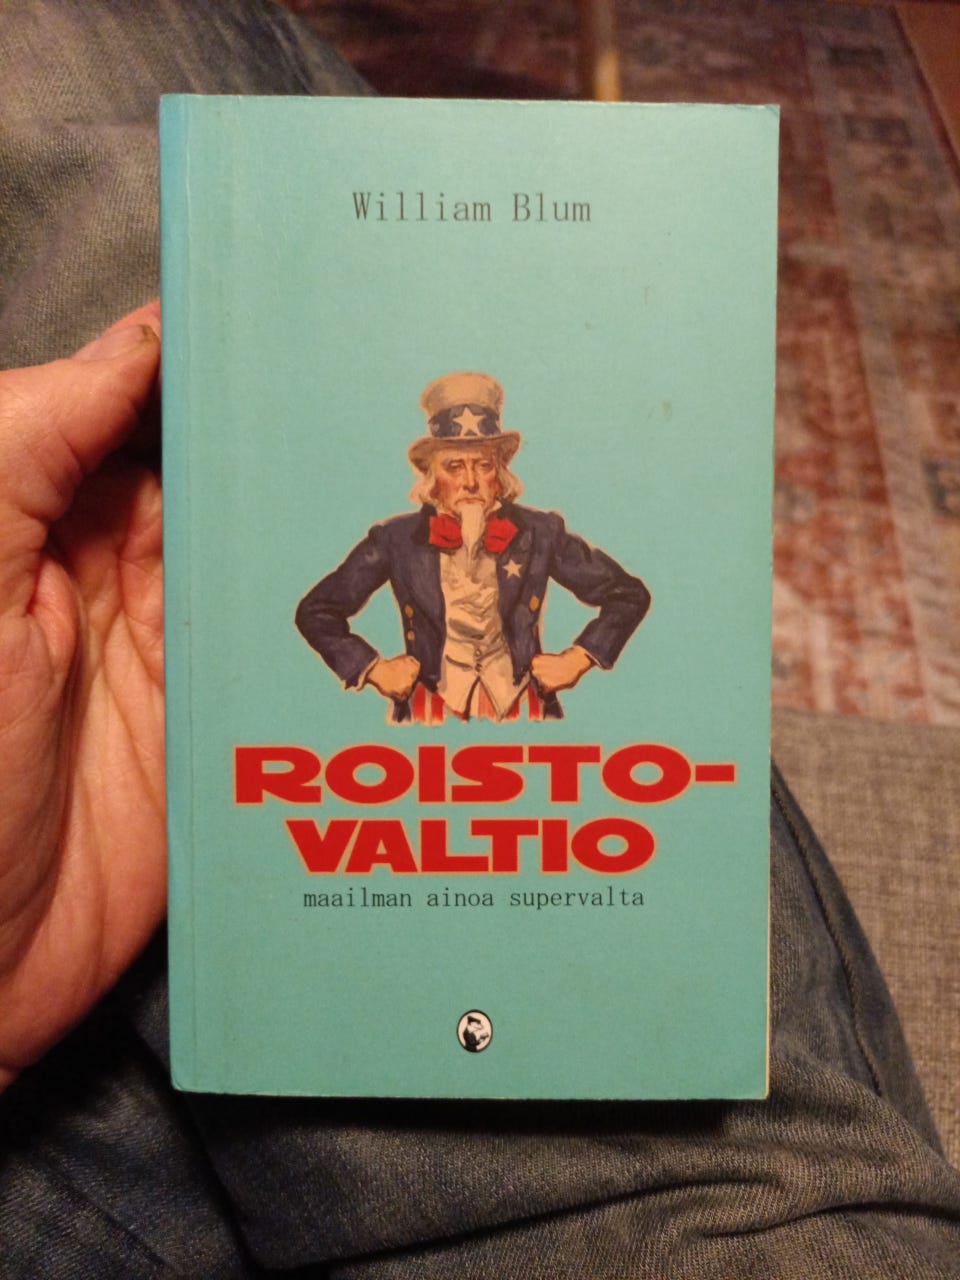 William Blum
ROISTO-
VALTIO
maailman ainoa supervalta